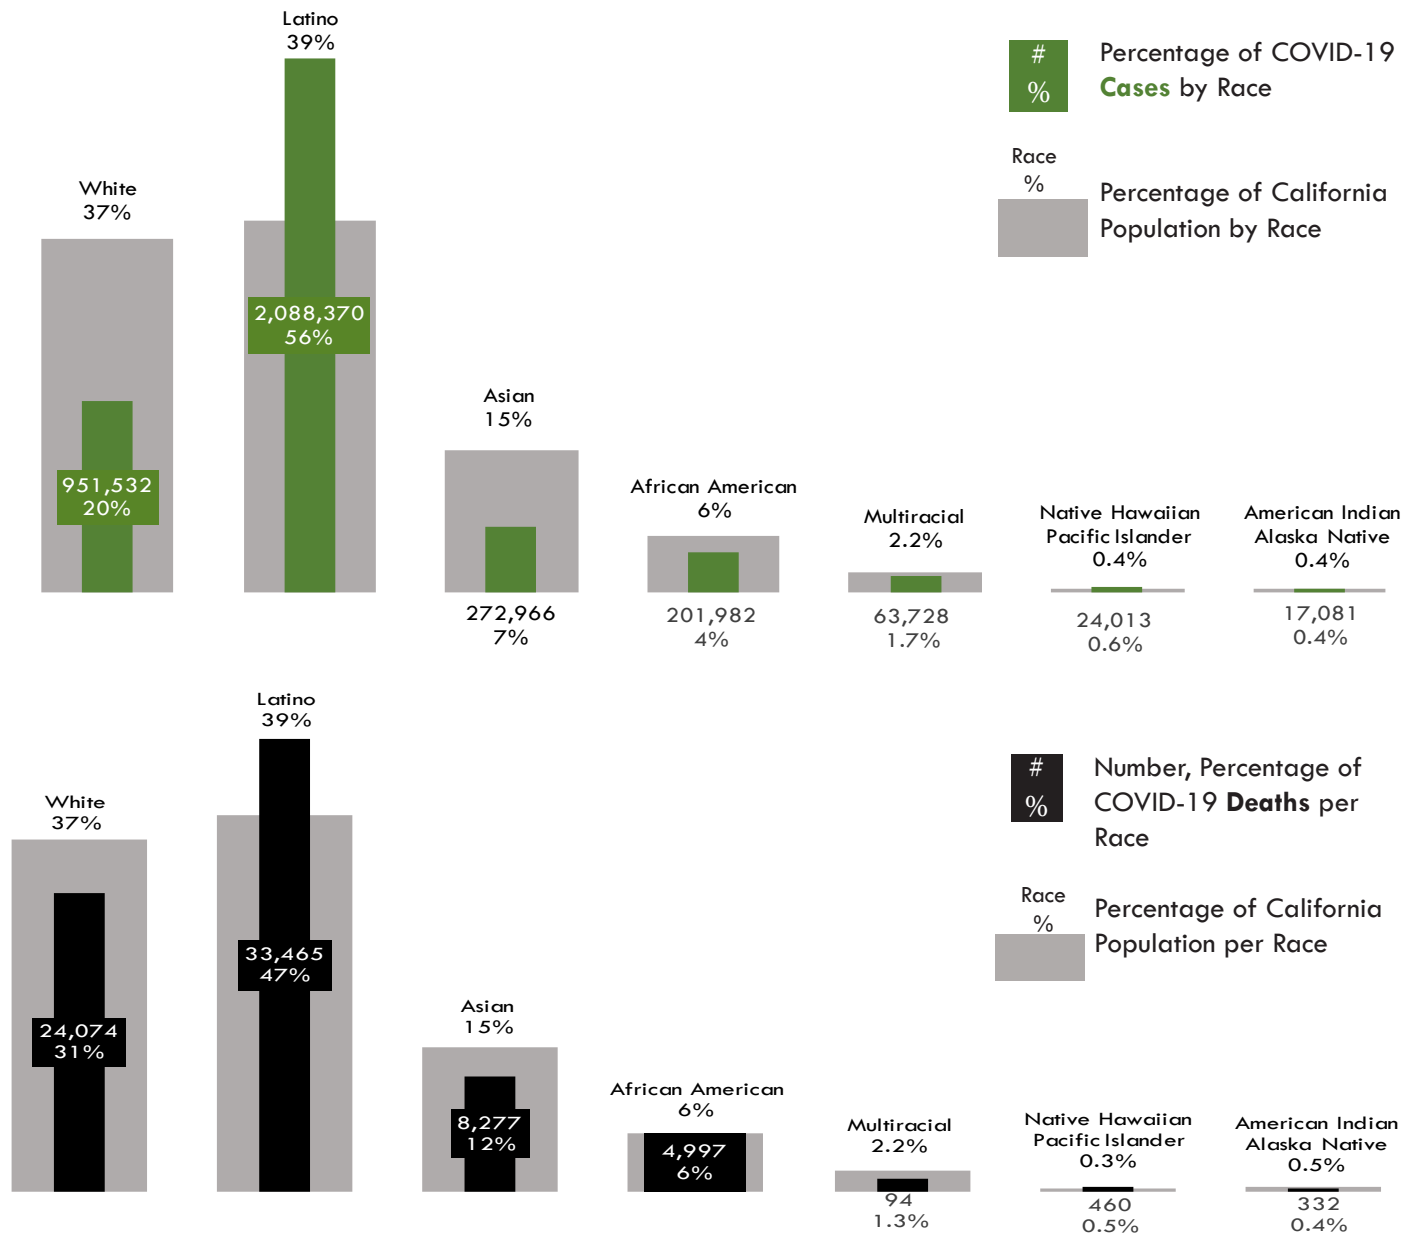 Latino
39%
#
%
Percentage of COVID-19
Cases by Race
Race
%
Percentage of California
Population by Race
White
37%
2,088,370
56%
951,532
20%
Asian
15%
272,966
7%
African American
6%
201,982
4%
Multiracial
2.2%
63,728
1.7%
Native Hawaiian
Pacific Islander
0.4%
24,013
0.6%
American Indian
Alaska Native
0.4%
17,081
0.4%
Latino
39%
#
%
Number, Percentage of
COVID-19 Deaths per
Race
Race
%
Percentage of California
Population per Race
White
37%
33,465
47%
24,074
31%
Asian
15%
8,277
12%
African American
6%
4,997
6%
Multiracial
2.2%
94
1.3%
Native Hawaiian
Pacific Islander
0.3%
460
0.5%
American Indian
Alaska Native
0.5%
332
0.4%